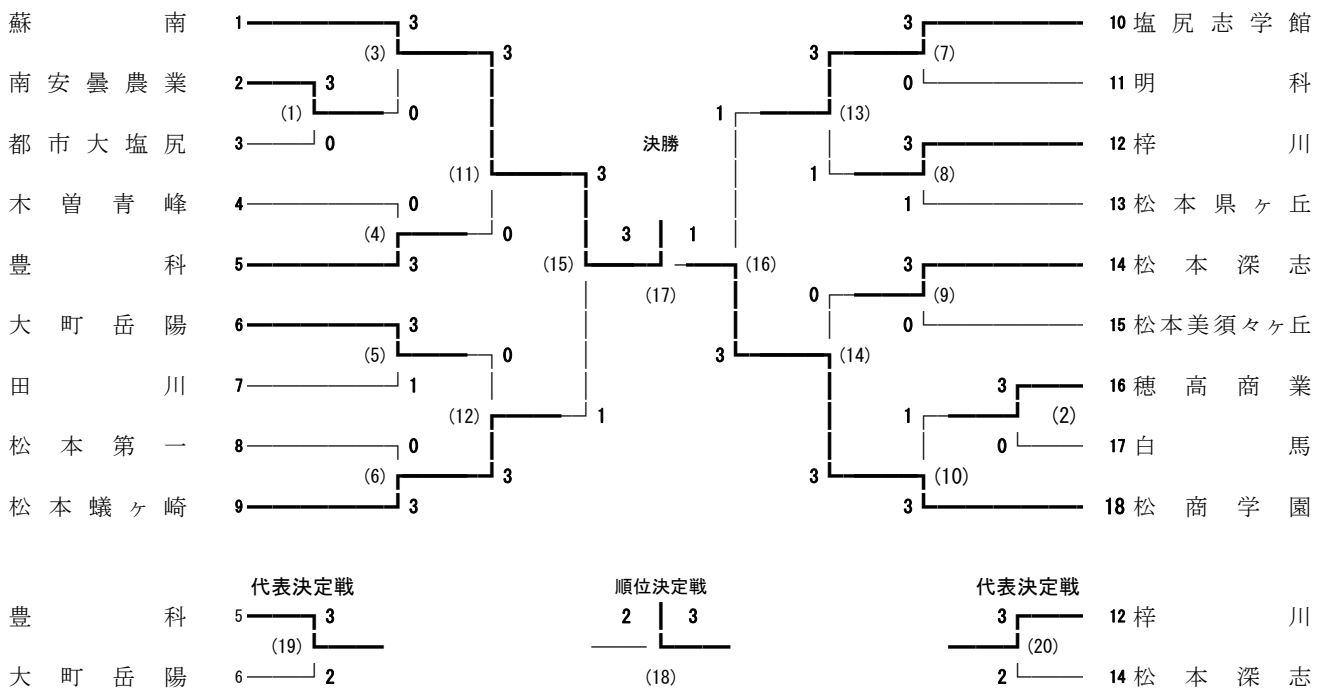 蘇南 1 3 3 10 塩尻志学館
(3) 3 3 (7)
南安曇農業 2 3 0 11 明科
(1) 0 1 (13)
都市大塩尻 3 0 決勝 3 12 梓川
(11) 3 1 (8)
木曽青峰 4 0 1 13 松本県ヶ丘
(4) 0 3 1
豊科 5 3 (15) (16) 3 14 松本深志
(17) 0 (9)
大町岳陽 6 3 0 15 松本美須々ヶ丘
(5) 0 3 (14)
田川 7 1 3 16 穂高商業
(12) 1 1 (2)
松本第一 8 0 0 17 白馬
(6) 3 3 (10)
松本蟻ヶ崎 9 3 3 18 松商学園
代表決定戦 順位決定戦 代表決定戦
豊科 5 3 2 3 3 12 梓川
(19) (20)
大町岳陽 6 2 (18) 2 14 松本深志